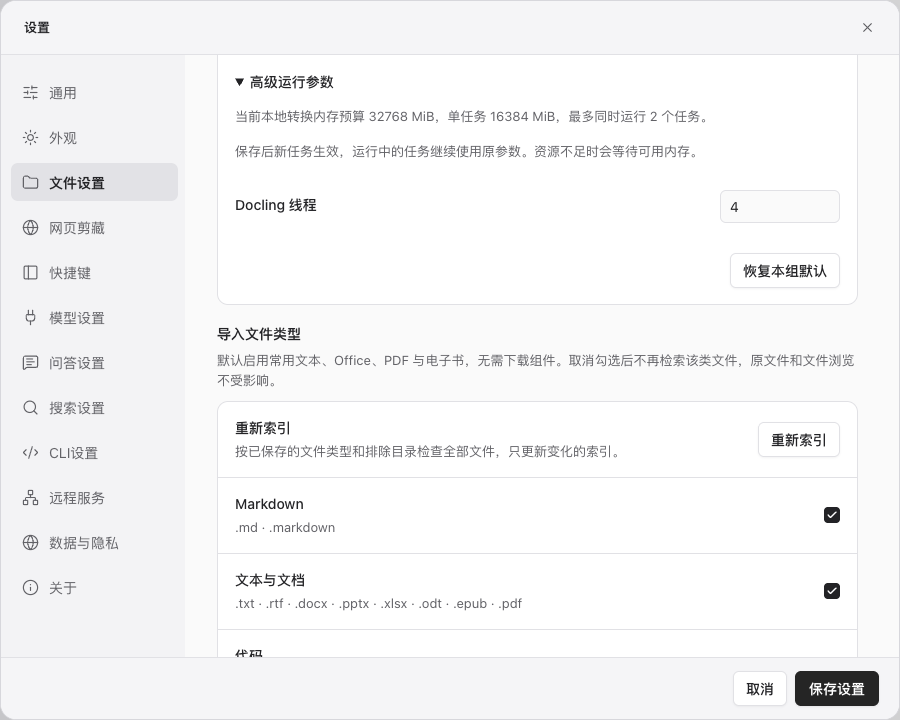 设置
通用
外观
文件设置
网页剪藏
快捷键
模型设置
问答设置
搜索设置
CLI设置
远程服务
数据与隐私
关于
▼ 高级运行参数
当前本地转换内存预算 32768 MiB，单任务 16384 MiB，最多同时运行 2 个任务。
保存后新任务生效，运行中的任务继续使用原参数。资源不足时会等待可用内存。
Docling 线程
4
恢复本组默认
导入文件类型
默认启用常用文本、Office、PDF 与电子书，无需下载组件。取消勾选后不再检索该类文件，原文件和文件浏览
不受影响。
重新索引
按已保存的文件类型和排除目录检查全部文件，只更新变化的索引。
重新索引
Markdown
.md · .markdown
文本与文档
.txt · .rtf · .docx · .pptx · .xlsx · .odt · .epub · .pdf
代码
取消
保存设置